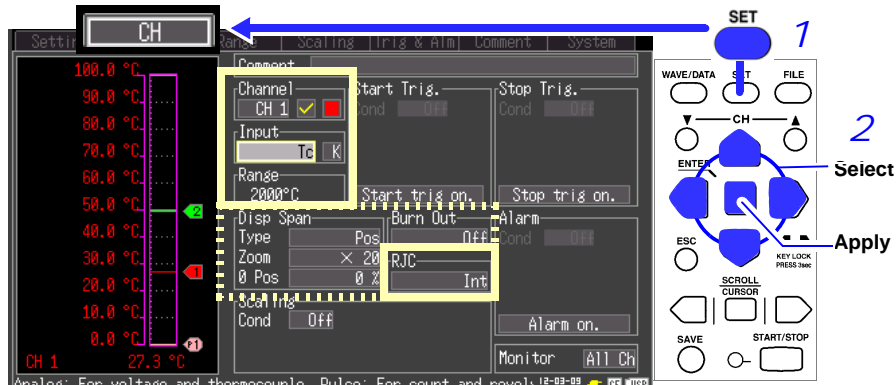 SET
1
CH
Settin
Range
Scaling
Trig & Alm
Comment
System
WAVE/DATA
SET
FILE
100.0 °C
90.0 °C
80.0 °C
70.0 °C
60.0 °C
50.0 °C
40.0 °C
30.0 °C
20.0 °C
10.0 °C
0.0 °C
2
1
P1
CH 1
27.3 °C
Comment
Channel
CH 1
Input
Tc K
Range
2000°C
Start Trig.
Cond Off
Start trig on.
Stop Trig.
Cond Off
Stop trig on.
Disp Span
Type Pos
Zoom × 20
0 Pos 0 %
Burn Out
Off
RJC
Int
Alarm
Cond Off
Alarm on.
Scaling
Cond Off
Monitor All Ch
Analog: For voltage and thermocouple, Pulse: For count and revolu
12-03-09
CF
USB
CH
2
ENTER
Select
Apply
ESC
KEY LOCK
PRESS 3sec
SCROLL
CURSOR
SAVE
START/STOP